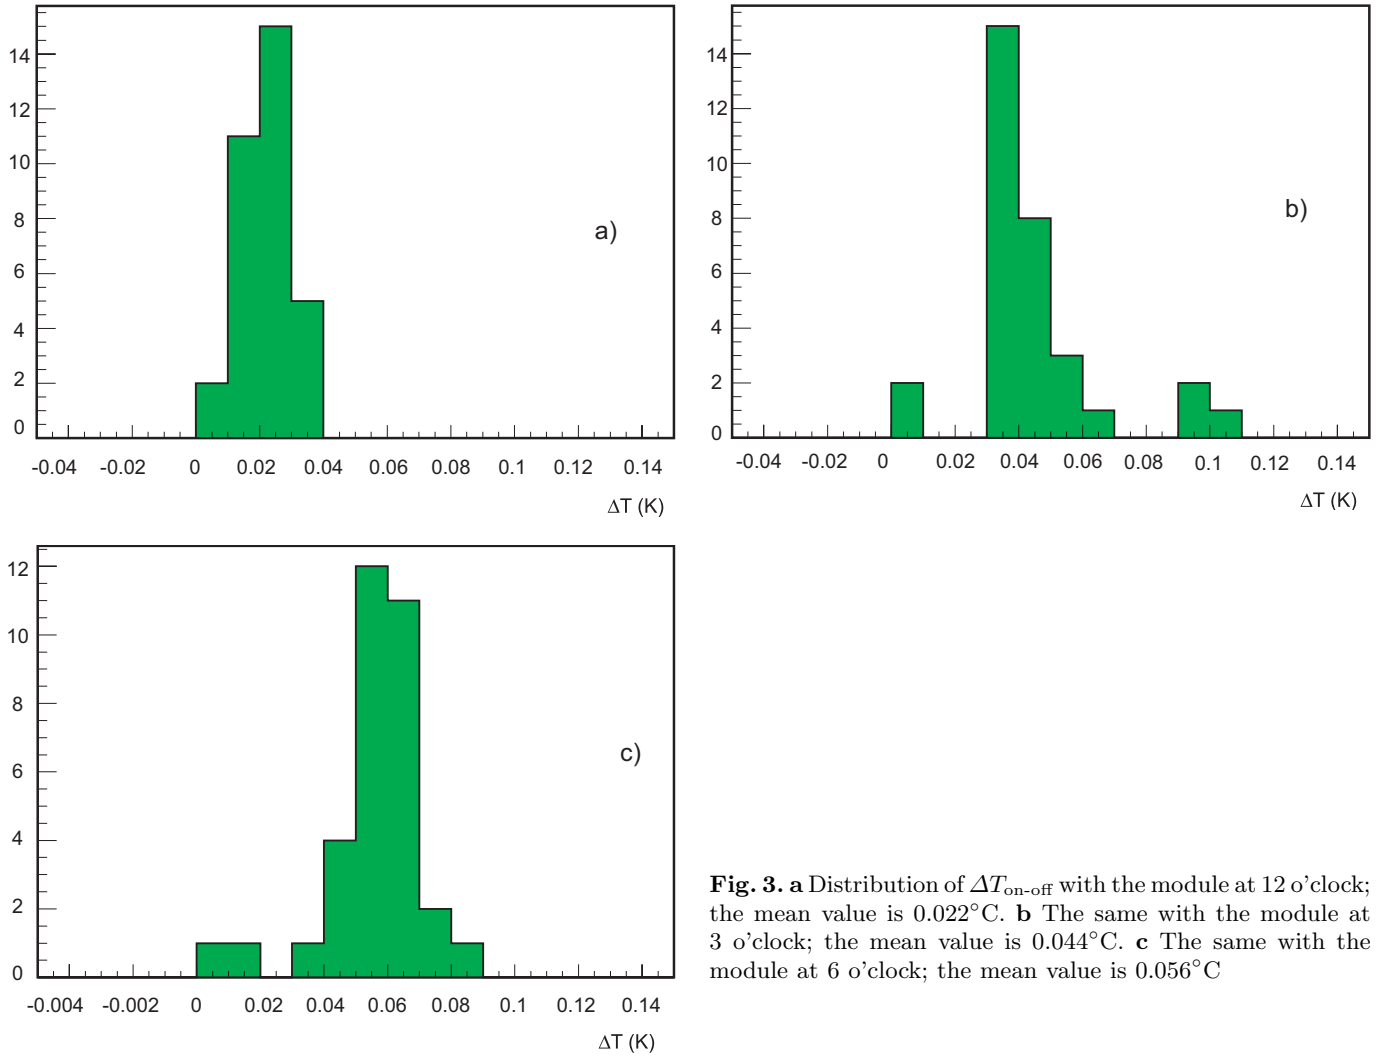 14
12
10
8
6
4
2
0
a)
-0.04 -0.02 0 0.02 0.04 0.06 0.08 0.1 0.12 0.14
ΔT (K)
14
12
10
8
6
4
2
0
b)
-0.04 -0.02 0 0.02 0.04 0.06 0.08 0.1 0.12 0.14
ΔT (K)
12
10
8
6
4
2
0
c)
-0.004 -0.002 0 0.02 0.04 0.06 0.08 0.1 0.12 0.14
ΔT (K)
Fig. 3. a Distribution of ΔTon-off with the module at 12 o'clock;
the mean value is 0.022°C. b The same with the module at
3 o'clock; the mean value is 0.044°C. c The same with the
module at 6 o'clock; the mean value is 0.056°C